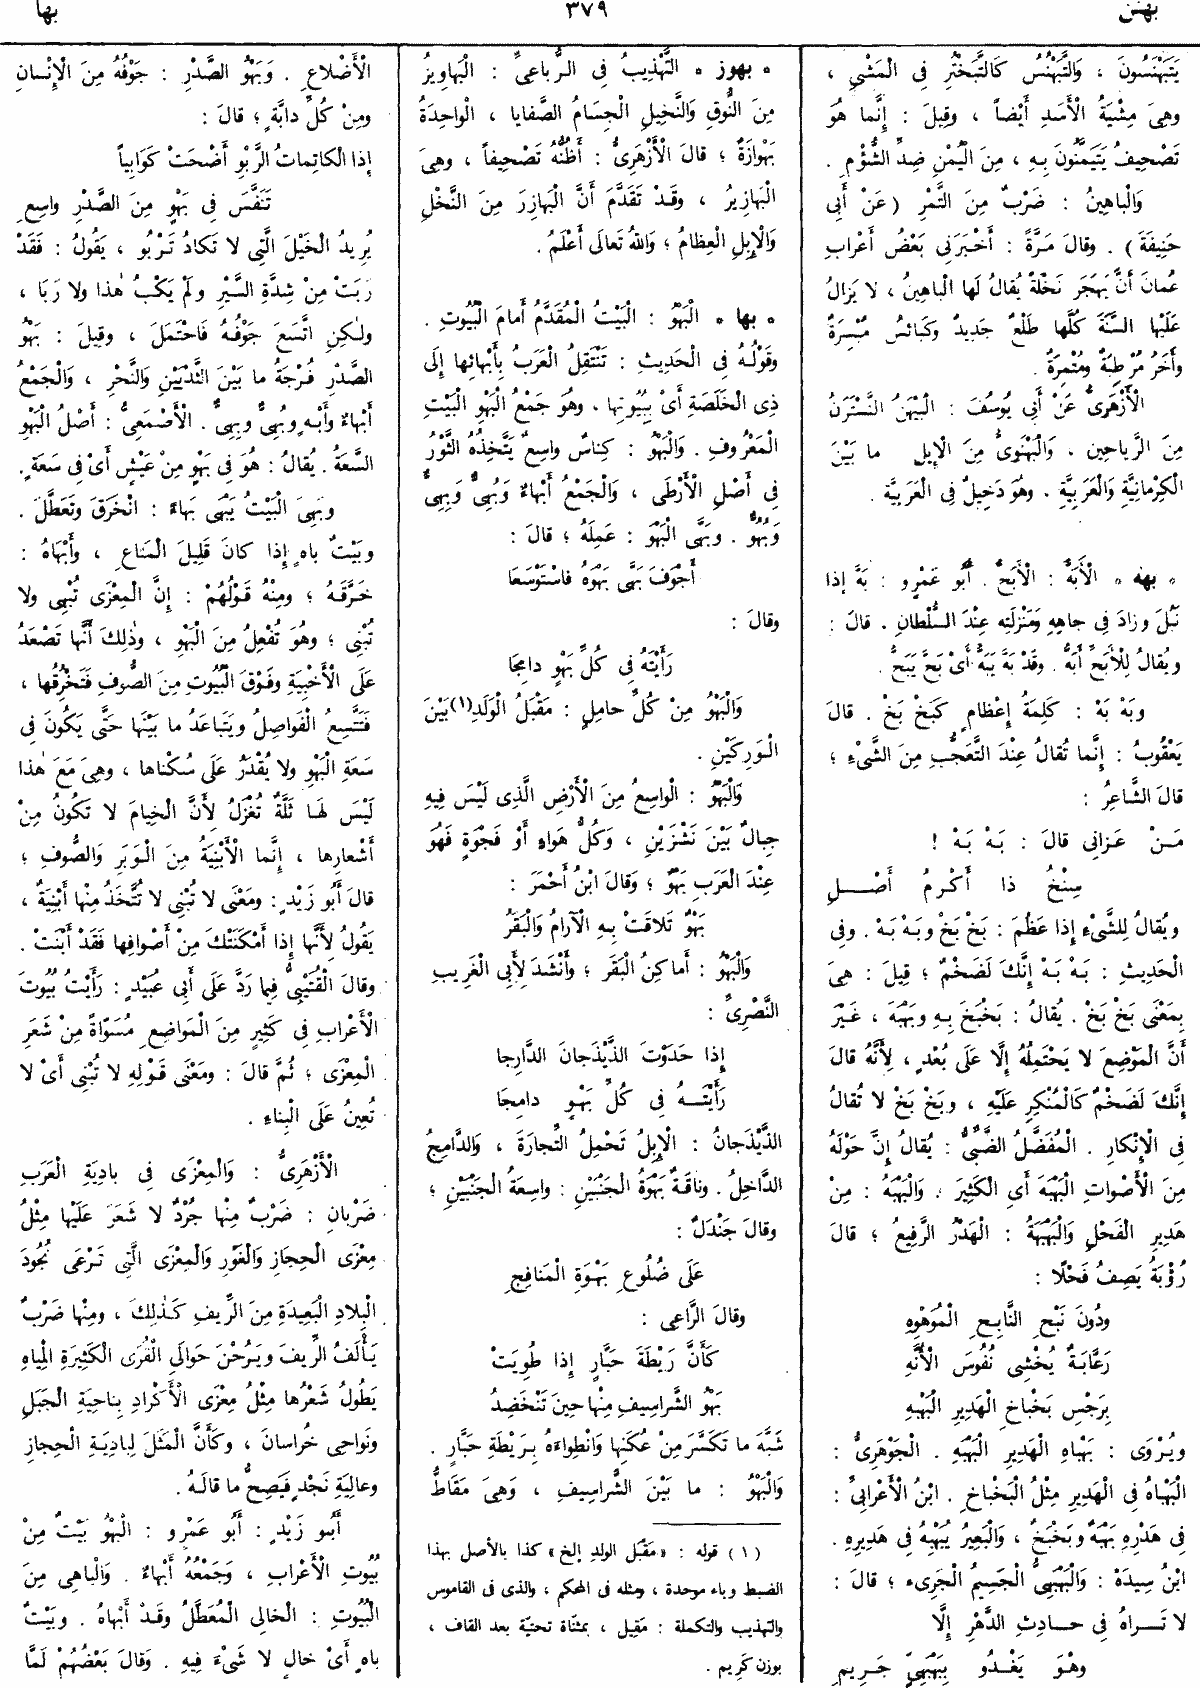 بهنس ٣٧٩ بها
يَتَبَهْنَسُونَ ، وَالتَّبَهْنُسُ كَالتَّبَخْتُرِ فِي الْمَشْيِ ،
وهِيَ مِشْيَةُ الْأَسَدِ أَيْضاً ، وقِيلَ : إِنَّما هُوَ
تَصْحِيفُ يَتَيَمَّنُونَ بِهِ ، مِنَ الْيُمْنِ ضِدِّ الشُّؤْمِ .
وَالْباهِينُ : ضَرْبٌ مِنَ التَّمْرِ (عَنْ أَبِي
حَنِيفَةَ) . وقالَ مَرَّةً : أَخْبَرَنِي بَعْضُ أَعْرابِ
عُمانَ أَنَّ بِهَجَرَ نَخْلَةً يُقالُ لَها الْباهِينُ ، لا يَزالُ
عَلَيْها السَّنَةَ كُلَّها طَلْعٌ جَدِيدٌ وكَبائِسُ مُبْسِرَةٌ
وأُخَرُ مُرْطِبَةٌ ومُتْمِرَةٌ .
الْأَزْهَرِيُّ عَنْ أَبِي يُوسُفَ : الْبَيْهَنُ النَّسْتَرَنُ
مِنَ الرَّياحِينِ ، وَالْبَهْنَوِيُّ مِنَ الْإِبِلِ ما بَيْنَ
الْكِرْمانِيَّةِ وَالْعَرَبِيَّةِ ، وهُوَ دَخِيلٌ فِي الْعَرَبِيَّةِ .
• بهه • الْأَبَهُّ : الْأَبَحُّ . أَبُو عَمْرٍو : بَهَّ إِذا
نَبُلَ وزادَ فِي جاهِهِ ومَنْزِلَتِهِ عِنْدَ السُّلْطانِ . قالَ :
ويُقالُ لِلْأَبَحِّ أَبَهُّ . وقَدْ بَهَّ يَبَهُّ أَيْ بَحَّ يَبَحُّ .
وبَهْ بَهْ : كَلِمَةُ إِعْظامٍ كَبَخْ بَخْ . قالَ
يَعْقُوبُ : إِنَّما تُقالُ عِنْدَ التَّعَجُّبِ مِنَ الشَّيْءِ ؛
قالَ الشَّاعِرُ :
مَنْ عَزانِي قالَ : بَهْ بَهْ !
سِنْخُ ذا أَكْرَمُ أَصْلِ
ويُقالُ لِلشَّيْءِ إِذا عَظُمَ : بَخْ بَخْ وبَهْ بَهْ . وفِي
الْحَدِيثِ : بَهْ بَهْ إِنَّكَ لَضَخْمٌ ؛ قِيلَ : هِيَ
بِمَعْنَى بَخْ بَخْ . يُقالُ : بَخْبَخَ بِهِ وبَهْبَهَ ، غَيْرَ
أَنَّ الْمَوْضِعَ لا يَحْتَمِلُهُ إِلَّا عَلَى بُعْدٍ ، لِأَنَّهُ قالَ
إِنَّكَ لَضَخْمٌ كَالْمُنْكِرِ عَلَيْهِ ، وبَخْ بَخْ لا تُقالُ
فِي الْإِنْكارِ . الْمُفَضَّلُ الضَّبِّيُّ : يُقالُ إِنَّ حَوْلَهُ
مِنَ الْأَصْواتِ الْبَهْبَهَ أَيِ الْكَثِيرَ . وَالْبَهْبَهُ : مِنْ
هَدِيرِ الْفَحْلِ وَالْبَهْبَهَةُ : الْهَدْرُ الرَّفِيعُ ؛ قالَ
رُؤْبَةُ يَصِفُ فَحْلًا :
ودُونَ نَبْحِ النَّابِحِ الْمُوَهْوِهِ
رَعَّابَةٌ يُخْشِي نُفُوسَ الْأُنَّهِ
بِرَجْسِ بَخْباخِ الْهَدِيرِ الْبَهْبَهِ
ويُرْوَى : بَهْباهِ الْهَدِيرِ الْبَهْبَهِ . الْجَوْهَرِيُّ :
الْبَهْباهُ فِي الْهَدِيرِ مِثْلُ الْبَخْباخِ . ابْنُ الْأَعْرابِيِّ :
فِي هَدْرِهِ بَهْبَهٌ وبَخْبَخٌ ، وَالْبَعِيرُ يُبَهْبِهُ فِي هَدِيرِهِ .
ابْنُ سِيدَهْ : وَالْبَهْبَهِيُّ الْجَسِيمُ الْجَرِيءُ ؛ قالَ :
لا تَراهُ فِي حادِثِ الدَّهْرِ إِلَّا
وهْوَ يَغْدُو بِبَهْبَهِيٍّ جَرِيمِ
• بهوز • التَّهْذِيبُ فِي الرُّباعِيِّ : الْبَهاوِيزُ
مِنَ النُّوقِ وَالنَّخِيلِ الْجِسَامُ الصَّفايا ، الْواحِدَةُ
بَهْوازَةٌ ؛ قالَ الْأَزْهَرِيُّ : أَظُنُّهُ تَصْحِيفاً ، وهِيَ
الْبَهازِيرُ ، وقَدْ تَقَدَّمَ أَنَّ الْبَهازِرَ مِنَ النَّخْلِ
وَالْإِبِلِ الْعِظامُ ؛ وَاللهُ تَعالَى أَعْلَمُ .
• بها • الْبَهْوُ : الْبَيْتُ الْمُقَدَّمُ أَمامَ الْبُيُوتِ .
وقَوْلُهُ فِي الْحَدِيثِ : تَنْتَقِلُ الْعَرَبُ بِأَبْهائِها إِلَى
ذِي الْخَلَصَةِ أَيْ بِبُيُوتِها ، وهُوَ جَمْعُ الْبَهْوِ الْبَيْتِ
الْمَعْرُوفِ . وَالْبَهْوُ : كِناسٌ واسِعٌ يَتَّخِذُهُ الثَّوْرُ
فِي أَصْلِ الْأَرْطَى ، وَالْجَمْعُ أَبْهاءٌ وَبُهِيٌّ وَبِهِيٌّ
وَبُهُوٌّ . وبَهَّى الْبَهْوَ : عَمِلَهُ ؛ قالَ :
أَجْوَفَ بَهَّى بَهْوَهُ فاسْتَوْسَعَا
وقالَ :
رَأَيْتَهُ فِي كُلِّ بَهْوٍ دامِجَا
وَالْبَهْوُ مِنْ كُلِّ حامِلٍ : مَقْبَلُ الْوَلَدِ(١) بَيْنَ
الْوَرِكَيْنِ .
وَالْبَهْوُ : الْواسِعُ مِنَ الْأَرْضِ الَّذِي لَيْسَ فِيهِ
جِبالٌ بَيْنَ نَشْزَيْنِ ، وَكُلُّ هَواءٍ أَوْ فَجْوَةٍ فَهُوَ
عِنْدَ الْعَرَبِ بَهْوٌ ؛ وَقالَ ابْنُ أَحْمَرَ :
بَهْوٌ تَلاقَتْ بِهِ الْآرامُ وَالْبَقَرُ
وَالْبَهْوُ : أَماكِنُ الْبَقَرِ ؛ وَأَنْشَدَ لِأَبِي الْغَرِيبِ
النَّصْرِيِّ :
إِذا حَدَوْتَ الذَّيْذَجانَ الدَّارِجا
رَأَيْتَهُ فِي كُلِّ بَهْوٍ دامِجَا
الذَّيْذَجانُ : الْإِبِلُ تَحْمِلُ التِّجارَةَ ، وَالدَّامِجُ
الدَّاخِلُ . وناقَةٌ بَهْوَةُ الْجَنْبَيْنِ : واسِعَةُ الْجَنْبَيْنِ ؛
وقالَ جَنْدَلٌ :
عَلَى ضُلُوعٍ بَهْوَةِ الْمَنافِجِ
وقالَ الرَّاعِي :
كَأَنَّ رَيْطَةَ حَبَّارٍ إِذا طُوِيَتْ
بَهْوُ الشَّراسِيفِ مِنْها حِينَ تَنْخَضِدُ
شَبَّهَ ما تَكَسَّرَ مِنْ عُكَنِها وَانْطِواءَهُ بِرَيْطَةِ حَبَّارٍ .
وَالْبَهْوُ : ما بَيْنَ الشَّراسِيفِ ، وَهِيَ مَقَاطُّ
(١) قوله : «مَقْبَل الولدِ إلخ» كذا بالأصل بهذا
الضبط وباء موحدة ، ومثله فى المحكم ، والذى فى القاموس
والتهذيب والتكملة : مَقِيل ، بمثنّاة تحتيّة بعد القاف ،
بوزن كَرِيم .
الْأَضْلاعِ . وَبَهْوُ الصَّدْرِ : جَوْفُهُ مِنَ الْإِنْسانِ
ومِنْ كُلِّ دابَّةٍ ؛ قالَ :
إِذا الْكاتِماتُ الرَّبْوِ أَضْحَتْ كَوَابِياً
تَنَفَّسَ فِي بَهْوٍ مِنَ الصَّدْرِ واسِعِ
يُرِيدُ الْخَيْلَ الَّتِي لا تَكادُ تَرْبُو ، يَقُولُ : فَقَدْ
رَبَتْ مِنْ شِدَّةِ السَّيْرِ ولَمْ يَكْبُ هٰذا ولا رَبَا ،
ولٰكِنِ اتَّسَعَ جَوْفُهُ فَاحْتَمَلَ ، وقِيلَ : بَهْوُ
الصَّدْرِ فُرْجَةُ ما بَيْنَ الثَّدْيَيْنِ وَالنَّحْرِ ، وَالْجَمْعُ
أَبْهاءٌ وأَبْهٍ وبُهِيٌّ وبِهِيٌّ . الْأَصْمَعِيُّ : أَصْلُ الْبَهْوِ
السَّعَةُ . يُقالُ : هُوَ فِي بَهْوٍ مِنْ عَيْشٍ أَيْ فِي سَعَةٍ .
وبَهِيَ الْبَيْتُ يَبْهَى بَهاءً : انْخَرَقَ وتَعَطَّلَ .
وبَيْتٌ باهٍ إِذا كانَ قَلِيلَ الْمَتاعِ ، وأَبْهاهُ :
خَرَّقَهُ ؛ ومِنْهُ قَوْلُهُمْ : إِنَّ الْمِعْزَى تُبْهِي ولا
تُبْنِي ؛ وهُوَ تُفْعِلُ مِنَ الْبَهْوِ ، وذٰلِكَ أَنَّها تَصْعَدُ
عَلَى الْأَخْبِيَةِ وفَوْقَ الْبُيُوتِ مِنَ الصُّوفِ فَتَخْرُقُها ،
فَتَتَّسِعُ الْفَواصِلُ ويَتَباعَدُ ما بَيْنَها حَتَّى يَكُونَ فِي
سَعَةِ الْبَهْوِ ولا يُقْدَرُ عَلَى سُكْناها ، وهِيَ مَعَ هٰذا
لَيْسَ لَها ثَلَّةٌ تُغْزَلُ لِأَنَّ الْخِيامَ لا تَكُونُ مِنْ
أَشْعارِها ، إِنَّما الْأَبْنِيَةُ مِنَ الْوَبَرِ وَالصُّوفِ ؛
قالَ أَبُو زَيْدٍ : ومَعْنَى لا تُبْنِي لا تُتَّخَذُ مِنْها أَبْنِيَةٌ ،
يَقُولُ لِأَنَّها إِذا أَمْكَنَتْكَ مِنْ أَصْوافِها فَقَدْ أَبْنَتْ .
وقالَ الْقُتَيْبِيُّ فِيما رَدَّ عَلَى أَبِي عُبَيْدٍ : رَأَيْتُ بُيُوتَ
الْأَعْرابِ فِي كَثِيرٍ مِنَ الْمَواضِعِ مُسَوَّاةً مِنْ شَعَرِ
الْمِعْزَى ؛ ثُمَّ قالَ : ومَعْنَى قَوْلِهِ لا تُبْنِي أَيْ لا
تُعِينُ عَلَى الْبِناءِ .
الْأَزْهَرِيُّ : وَالْمِعْزَى فِي بادِيَةِ الْعَرَبِ
ضَرْبانِ : ضَرْبٌ مِنْها جُرْدٌ لا شَعَرَ عَلَيْها مِثْلُ
مِعْزَى الْحِجازِ وَالْغَوْرِ وَالْمِعْزَى الَّتِي تَرْعَى نُجُودَ
الْبِلادِ الْبَعِيدَةِ مِنَ الرِّيفِ كَذٰلِكَ ، ومِنْها ضَرْبٌ
يَأْلَفُ الرِّيفَ ويَرُحْنَ حَوالَيِ الْقُرَى الْكَثِيرَةِ الْمِياهِ
يَطُولُ شَعْرُها مِثْلُ مِعْزَى الْأَكْرادِ بِناحِيَةِ الْجَبَلِ
ونَواحِي خُراسانَ ، وكَأَنَّ الْمَثَلَ لِبادِيَةِ الْحِجازِ
وعالِيَةِ نَجْدٍ فَيَصِحُّ ما قالَهُ .
أَبُو زَيْدٍ : أَبُو عَمْرٍو : الْبَهْوُ بَيْتٌ مِنْ
بُيُوتِ الْأَعْرابِ ، وَجَمْعُهُ أَبْهاءٌ . وَالْباهِي مِنَ
الْبُيُوتِ : الْخالِي الْمُعَطَّلُ وقَدْ أَبْهاهُ . وبَيْتٌ
باهٍ أَيْ خالٍ لا شَيْءَ فِيهِ . وقالَ بَعْضُهُمْ لَمَّا